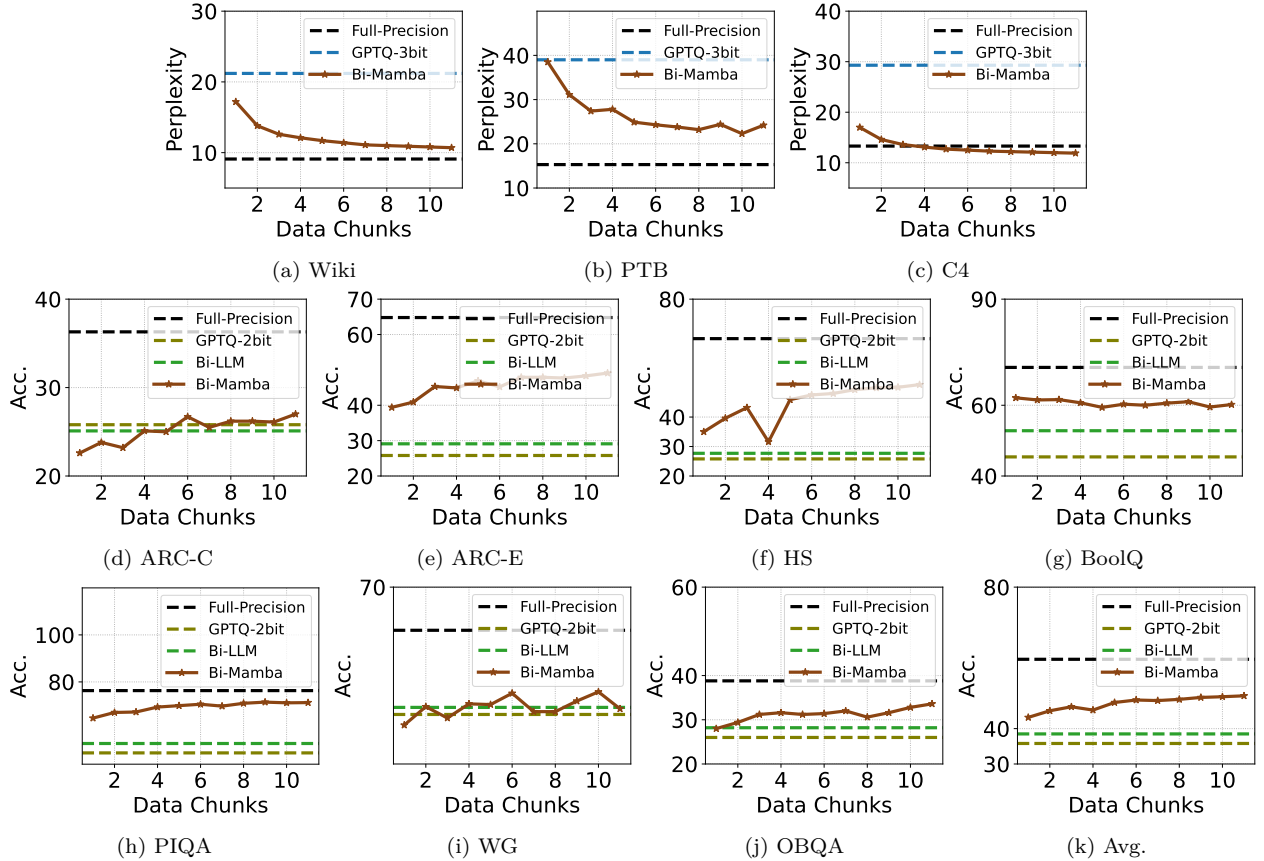 30
20
10
Perplexity
Full-Precision
GPTQ-3bit
Bi-Mamba
2 4 6 8 10
Data Chunks
(a) Wiki
40
30
20
10
Perplexity
Full-Precision
GPTQ-3bit
Bi-Mamba
2 4 6 8 10
Data Chunks
(b) PTB
40
30
20
10
Perplexity
Full-Precision
GPTQ-3bit
Bi-Mamba
2 4 6 8 10
Data Chunks
(c) C4
40
30
20
Acc.
Full-Precision
GPTQ-2bit
Bi-LLM
Bi-Mamba
2 4 6 8 10
Data Chunks
(d) ARC-C
70
60
50
40
30
20
Acc.
Full-Precision
GPTQ-2bit
Bi-LLM
Bi-Mamba
2 4 6 8 10
Data Chunks
(e) ARC-E
80
40
30
20
Acc.
Full-Precision
GPTQ-2bit
Bi-LLM
Bi-Mamba
2 4 6 8 10
Data Chunks
(f) HS
90
60
40
Acc.
Full-Precision
GPTQ-2bit
Bi-LLM
Bi-Mamba
2 4 6 8 10
Data Chunks
(g) BoolQ
100
80
Acc.
Full-Precision
GPTQ-2bit
Bi-LLM
Bi-Mamba
2 4 6 8 10
Data Chunks
(h) PIQA
70
Acc.
Full-Precision
GPTQ-2bit
Bi-LLM
Bi-Mamba
2 4 6 8 10
Data Chunks
(i) WG
60
40
30
20
Acc.
Full-Precision
GPTQ-2bit
Bi-LLM
Bi-Mamba
2 4 6 8 10
Data Chunks
(j) OBQA
80
40
30
Acc.
Full-Precision
GPTQ-2bit
Bi-LLM
Bi-Mamba
2 4 6 8 10
Data Chunks
(k) Avg.